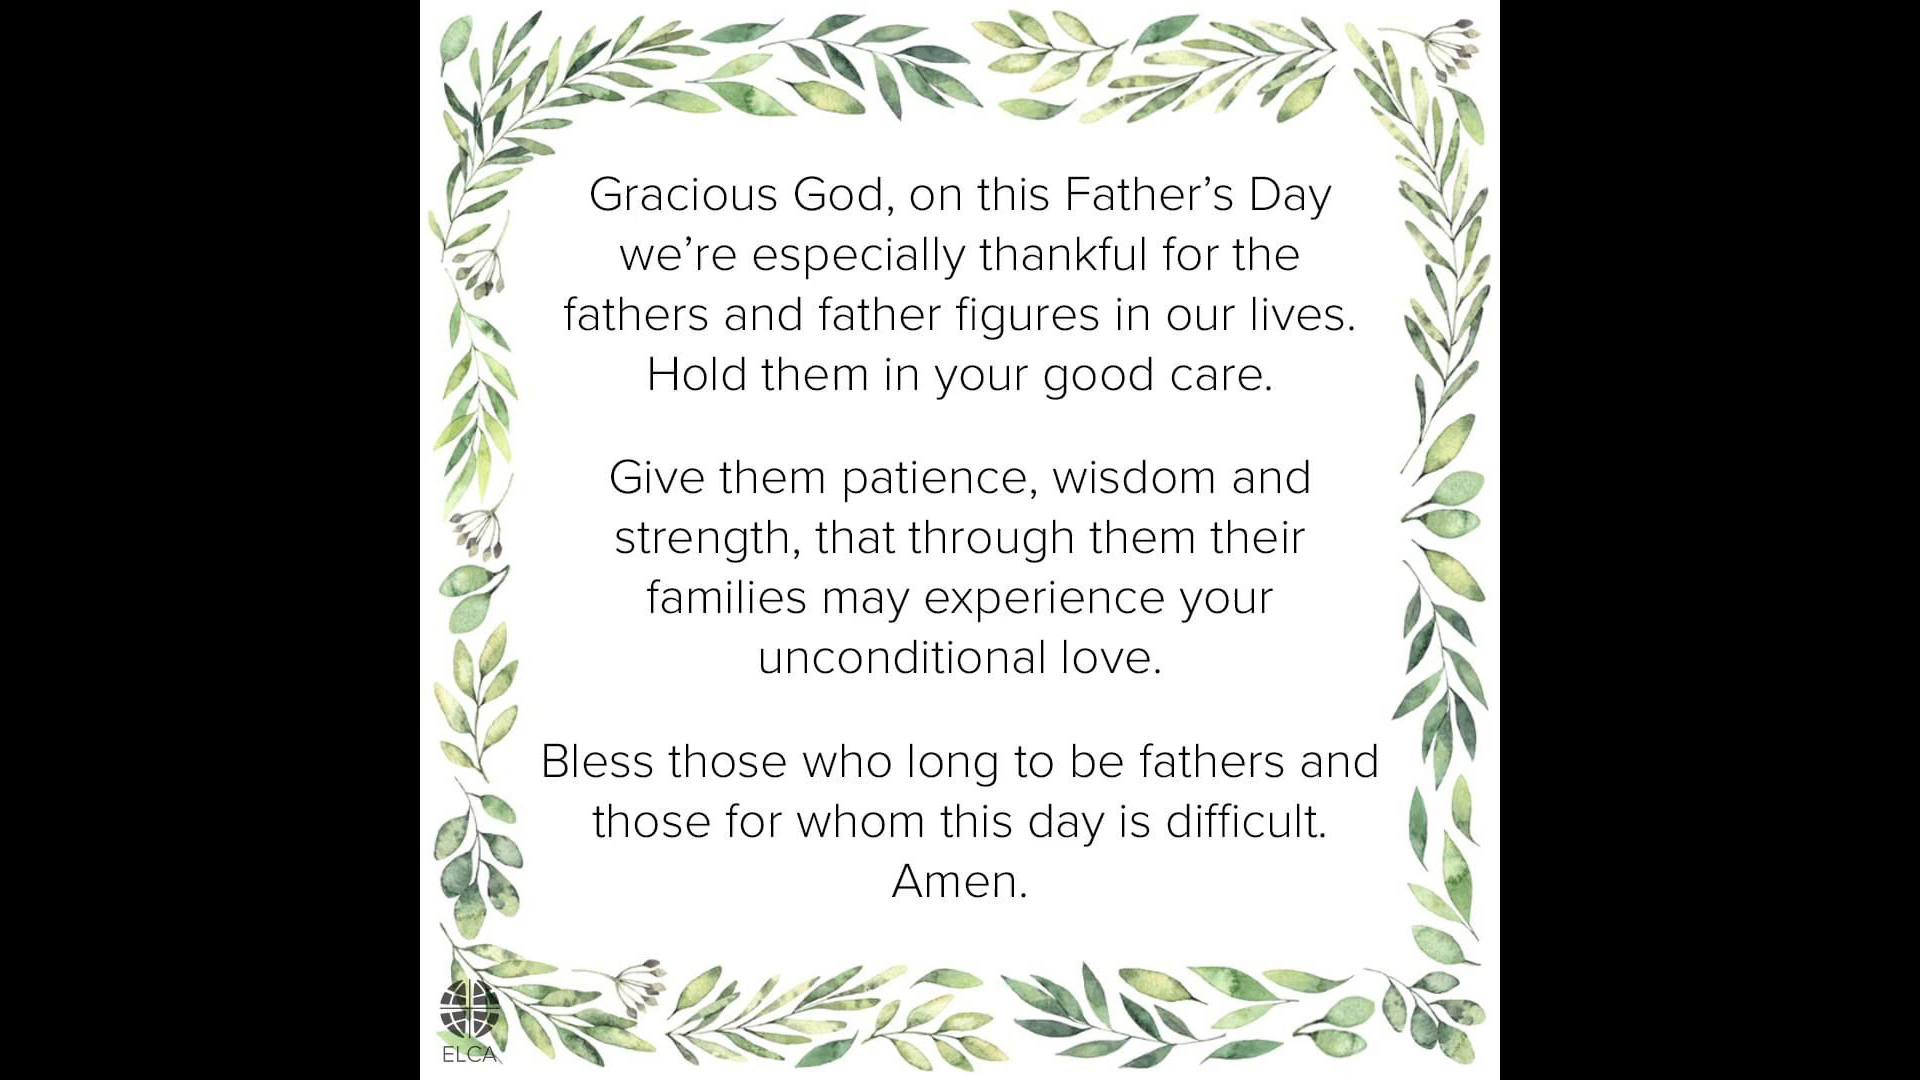 Gracious God, on this Father’s Day
we’re especially thankful for the
fathers and father figures in our lives.
Hold them in your good care.
Give them patience, wisdom and
strength, that through them their
families may experience your
unconditional love.
Bless those who long to be fathers and
those for whom this day is difficult.
Amen.
ELCA